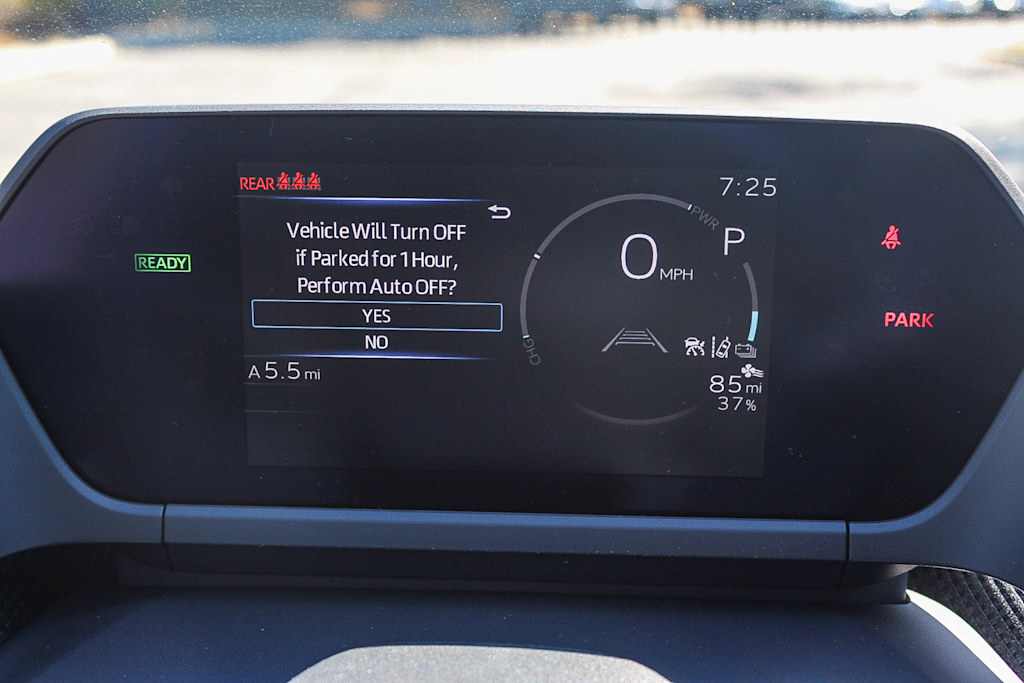 REAR
7:25
Vehicle Will Turn OFF
if Parked for 1 Hour,
Perform Auto OFF?
YES
NO
A 5.5 mi
READY
PWR
P
0 MPH
CHG
85 mi
37%
PARK